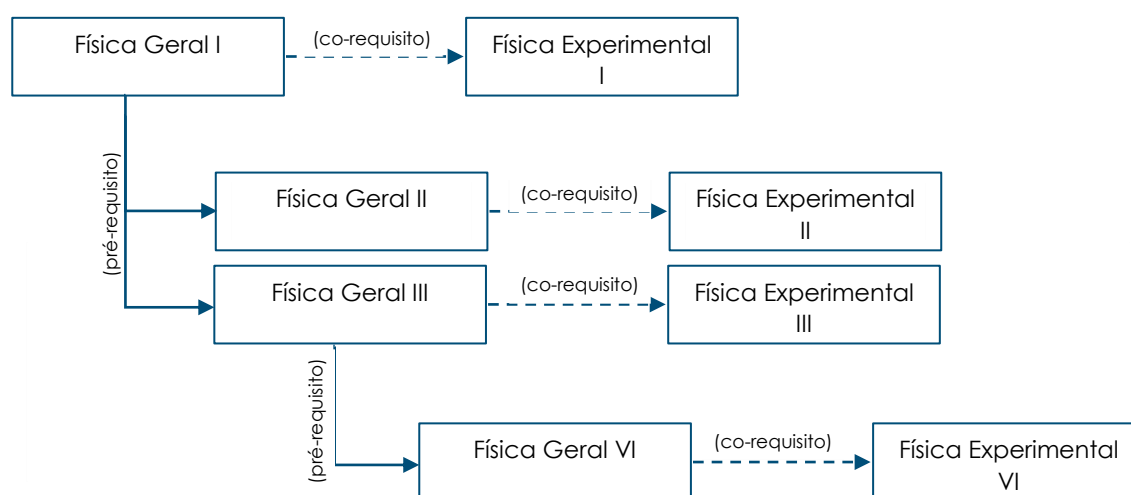 Física Geral I
(co-requisito)
Física Experimental
I
(pré-requisito)
Física Geral II
(co-requisito)
Física Experimental
II
Física Geral III
(co-requisito)
Física Experimental
III
(pré-requisito)
Física Geral VI
(co-requisito)
Física Experimental
VI